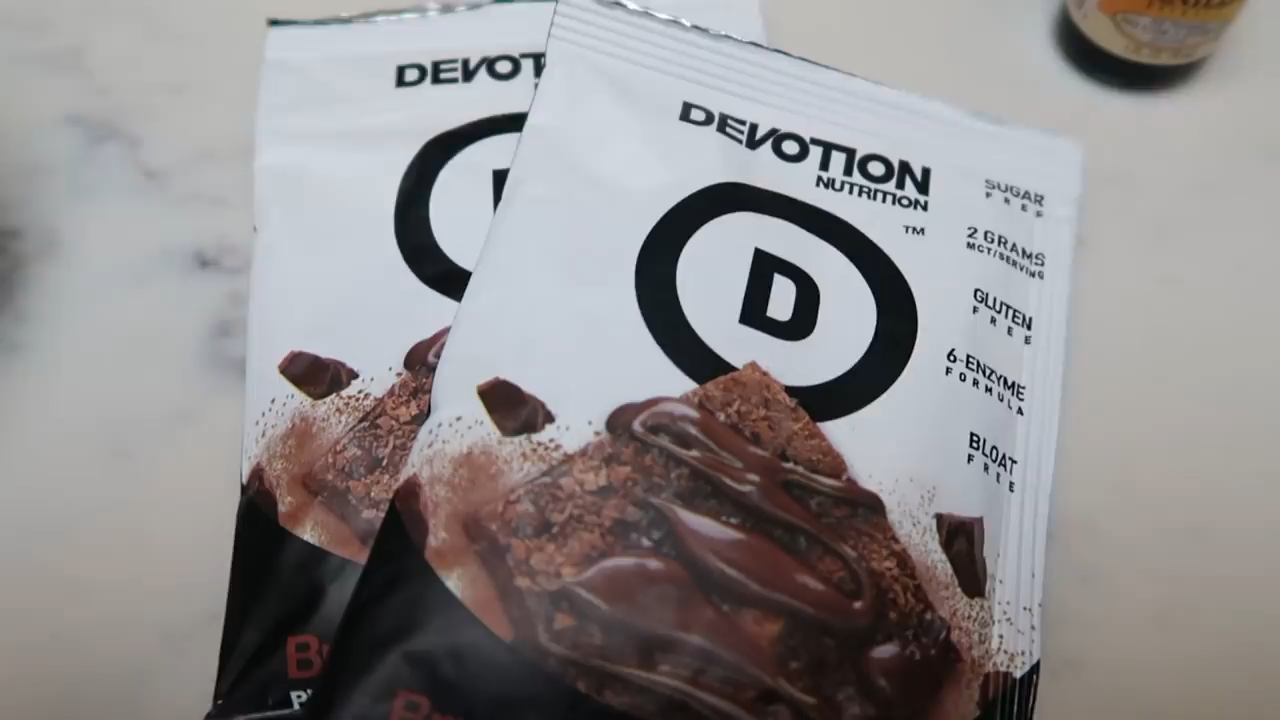 DEVOT
DEVOTION
NUTRITION
TM
D
SUGAR
FREE
2 GRAMS
MCT/SERVING
GLUTEN
FREE
6-ENZYME
FORMULA
BLOAT
FREE